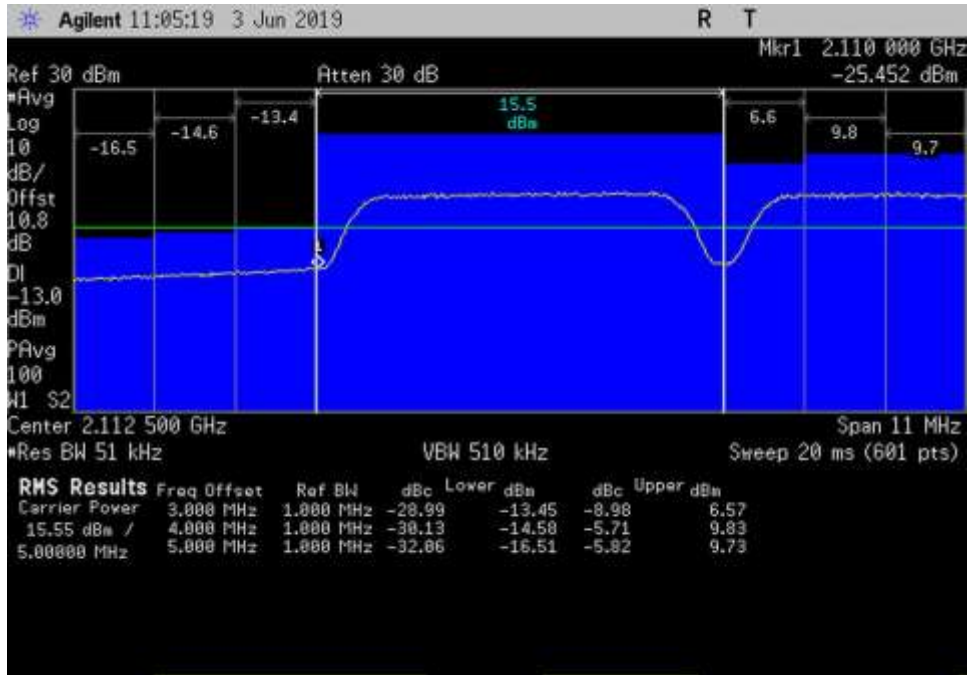 Agilent 11:05:19 3 Jun 2019 R T
Mkr1 2.110 000 GHz
Ref 30 dBm Atten 30 dB -25.452 dBm
#Avg
Log
10
dB/
Offst
10.8
dB
DI
-13.0
dBm
PAvg
100
W1 S2
-16.5 -14.6 -13.4 15.5 dBm 6.6 9.8 9.7
1
Center 2.112 500 GHz Span 11 MHz
#Res BW 51 kHz VBW 510 kHz Sweep 20 ms (601 pts)
RMS Results Freq Offset Ref BW dBc Lower dBm dBc Upper dBm
Carrier Power 3.000 MHz 1.000 MHz -28.99 -13.45 -8.98 6.57
15.55 dBm / 4.000 MHz 1.000 MHz -30.13 -14.58 -5.71 9.83
5.00000 MHz 5.000 MHz 1.000 MHz -32.06 -16.51 -5.82 9.73